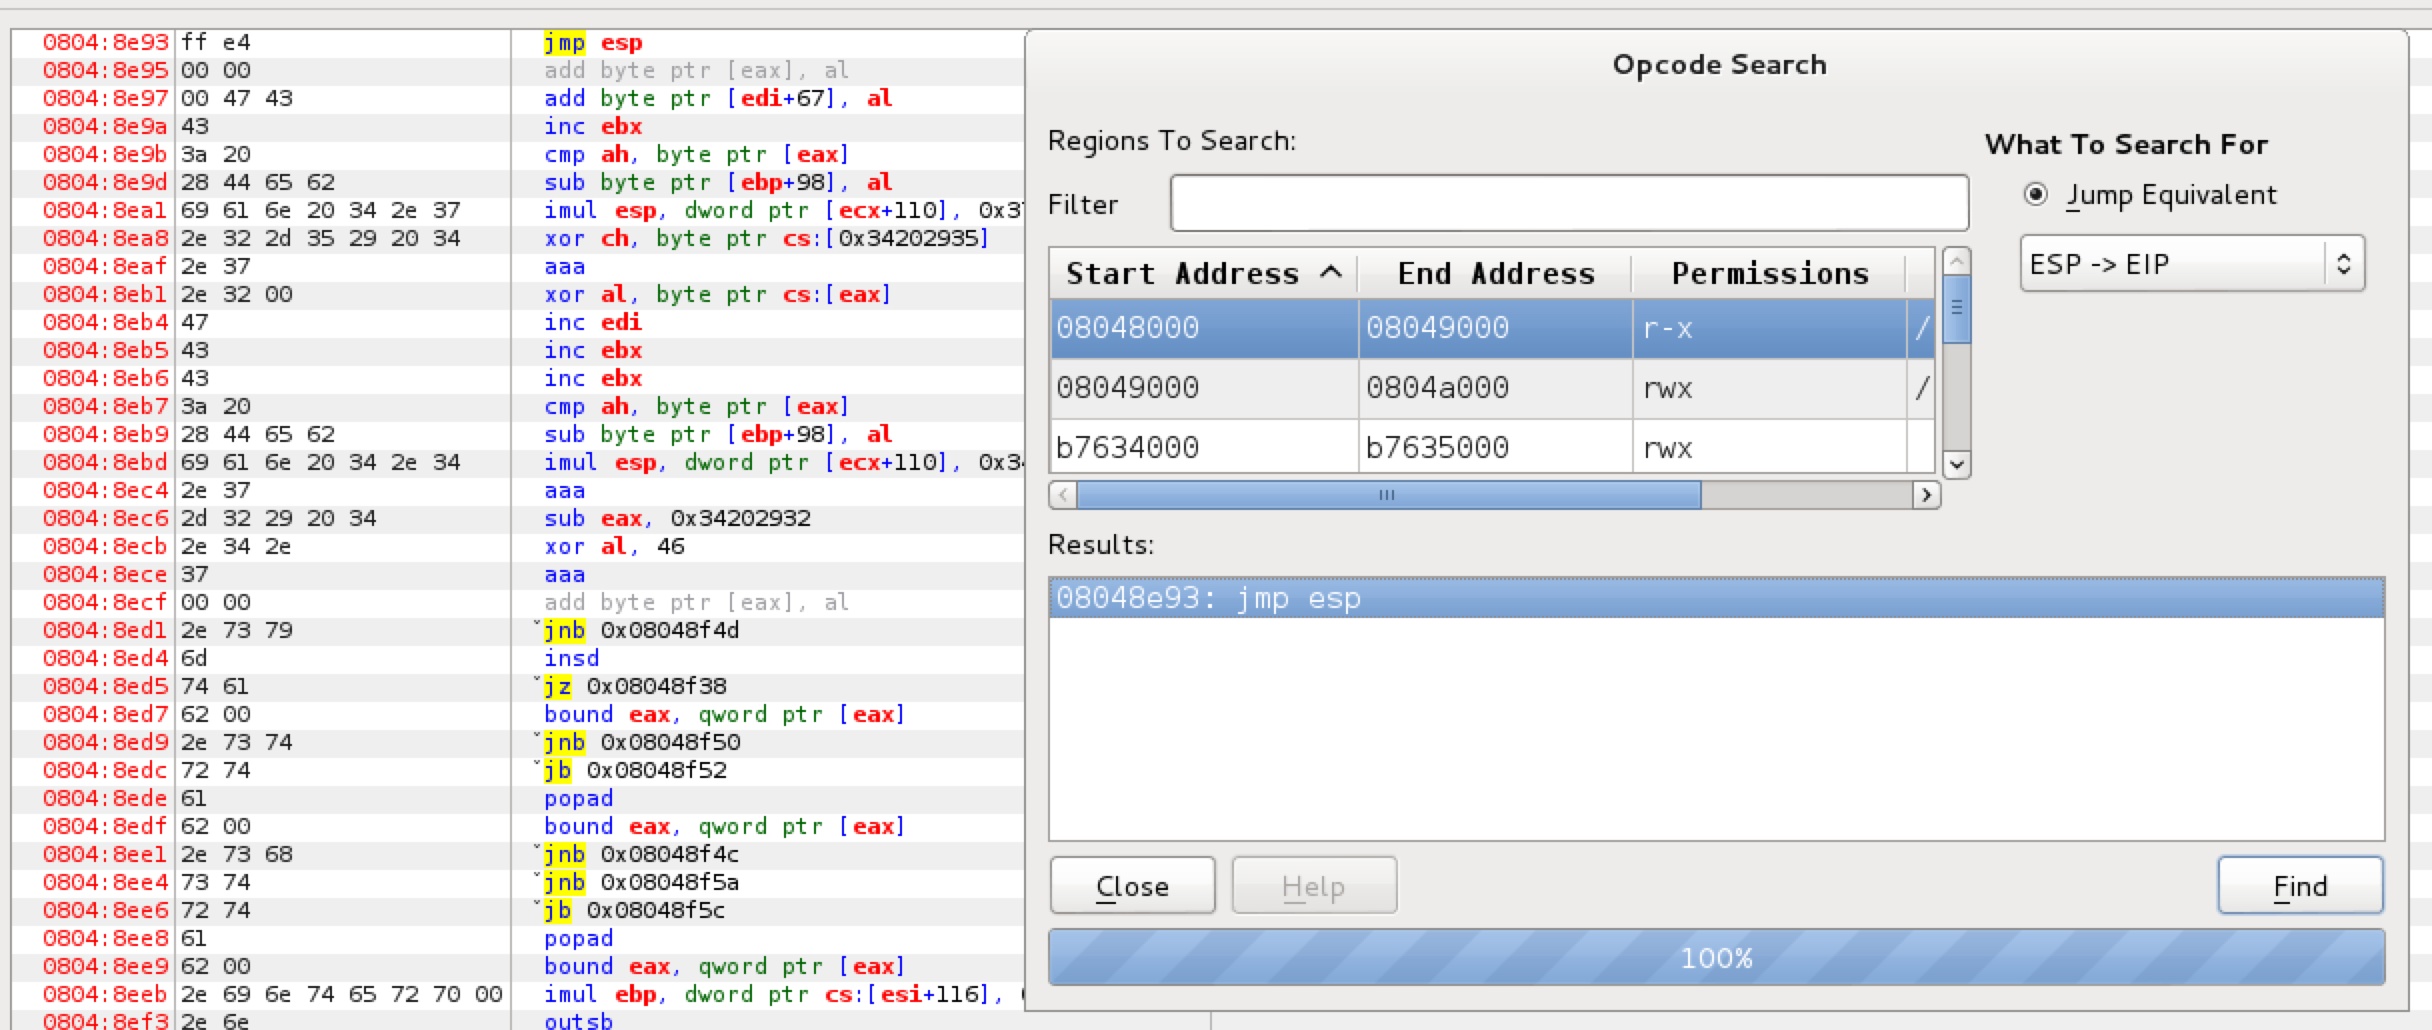 0804:8e93 ff e4 jmp esp
0804:8e95 00 00 add byte ptr [eax], al
0804:8e97 00 47 43 add byte ptr [edi+67], al
0804:8e9a 43 inc ebx
0804:8e9b 3a 20 cmp ah, byte ptr [eax]
0804:8e9d 28 44 65 62 sub byte ptr [ebp+98], al
0804:8ea1 69 61 6e 20 34 2e 37 imul esp, dword ptr [ecx+110], 0x37
0804:8ea8 2e 32 2d 35 29 20 34 xor ch, byte ptr cs:[0x34202935]
0804:8eaf 2e 37 aaa
0804:8eb1 2e 32 00 xor al, byte ptr cs:[eax]
0804:8eb4 47 inc edi
0804:8eb5 43 inc ebx
0804:8eb6 43 inc ebx
0804:8eb7 3a 20 cmp ah, byte ptr [eax]
0804:8eb9 28 44 65 62 sub byte ptr [ebp+98], al
0804:8ebd 69 61 6e 20 34 2e 34 imul esp, dword ptr [ecx+110], 0x34
0804:8ec4 2e 37 aaa
0804:8ec6 2d 32 29 20 34 sub eax, 0x34202932
0804:8ecb 2e 34 2e xor al, 46
0804:8ece 37 aaa
0804:8ecf 00 00 add byte ptr [eax], al
0804:8ed1 2e 73 79 jnb 0x08048f4d
0804:8ed4 6d insd
0804:8ed5 74 61 jz 0x08048f38
0804:8ed7 62 00 bound eax, qword ptr [eax]
0804:8ed9 2e 73 74 jnb 0x08048f50
0804:8edc 72 74 jb 0x08048f52
0804:8ede 61 popad
0804:8edf 62 00 bound eax, qword ptr [eax]
0804:8ee1 2e 73 68 jnb 0x08048f4c
0804:8ee4 73 74 jnb 0x08048f5a
0804:8ee6 72 74 jb 0x08048f5c
0804:8ee8 61 popad
0804:8ee9 62 00 bound eax, qword ptr [eax]
0804:8eeb 2e 69 6e 74 65 72 70 00 imul ebp, dword ptr cs:[esi+116],
0804:8ef3 2e 6e outsb
Opcode Search
Regions To Search:
Filter
Start Address End Address Permissions
08048000 08049000 r-x /
08049000 0804a000 rwx /
b7634000 b7635000 rwx
What To Search For
Jump Equivalent
ESP -> EIP
Results:
08048e93: jmp esp
Close Help Find
100%